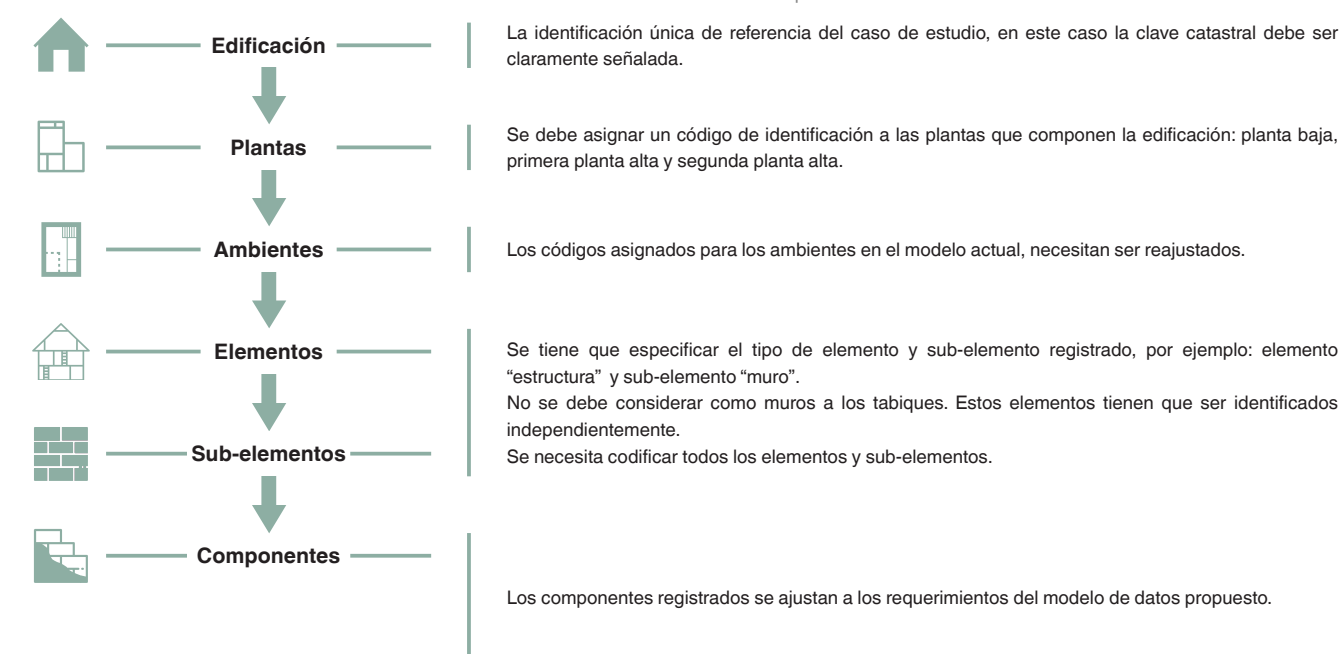 Edificación
La identificación única de referencia del caso de estudio, en este caso la clave catastral debe ser
claramente señalada.
Plantas
Se debe asignar un código de identificación a las plantas que componen la edificación: planta baja,
primera planta alta y segunda planta alta.
Ambientes
Los códigos asignados para los ambientes en el modelo actual, necesitan ser reajustados.
Elementos
Se tiene que especificar el tipo de elemento y sub-elemento registrado, por ejemplo: elemento
“estructura” y sub-elemento “muro”.
No se debe considerar como muros a los tabiques. Estos elementos tienen que ser identificados
independientemente.
Sub-elementos
Se necesita codificar todos los elementos y sub-elementos.
Componentes
Los componentes registrados se ajustan a los requerimientos del modelo de datos propuesto.